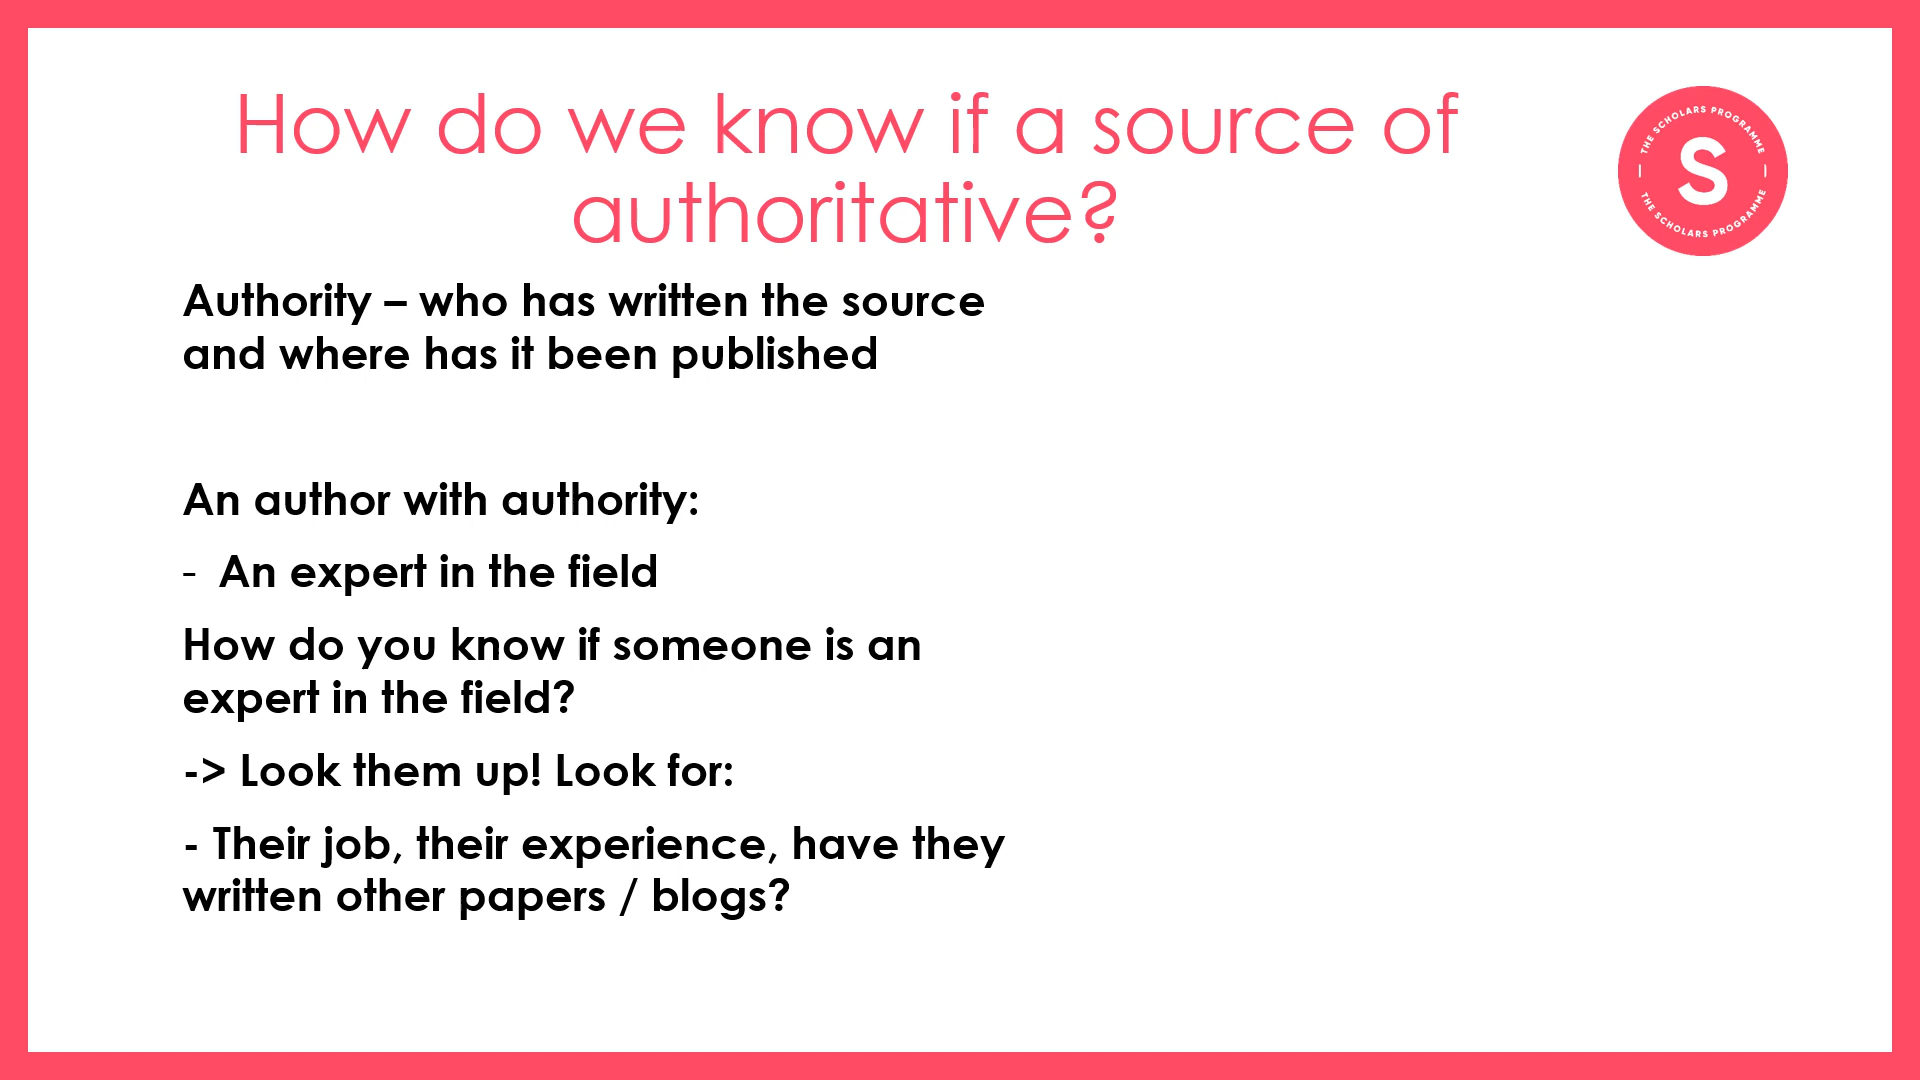 How do we know if a source of
authoritative?
THE SCHOLARS PROGRAMME
S
THE SCHOLARS PROGRAMME
Authority – who has written the source
and where has it been published
An author with authority:
- An expert in the field
How do you know if someone is an
expert in the field?
-> Look them up! Look for:
- Their job, their experience, have they
written other papers / blogs?